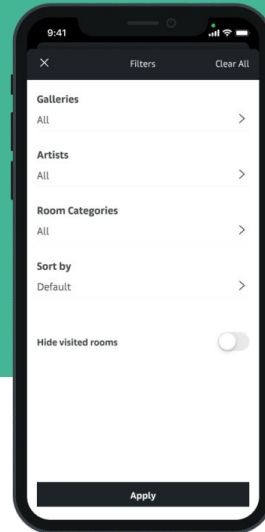 9:41
Filters
Clear All
Galleries
All
Artists
All
Room Categories
All
Sort by
Default
Hide visited rooms
Apply